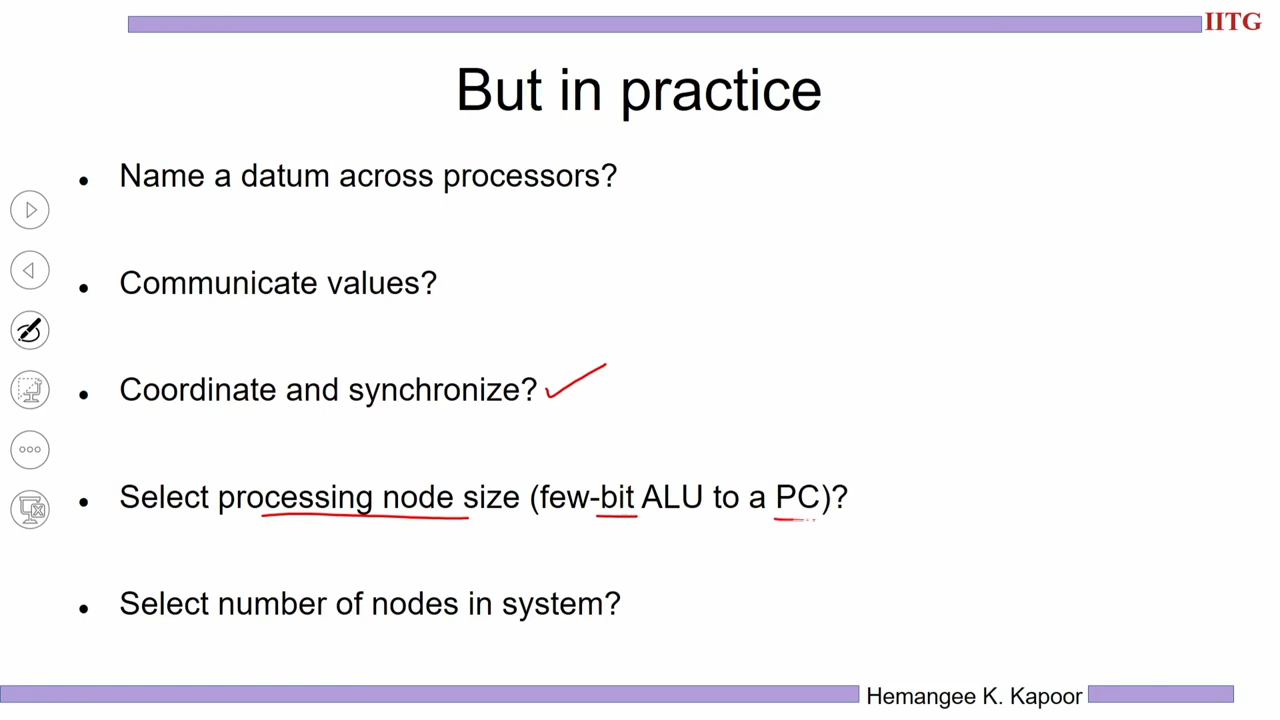 IITG
But in practice
• Name a datum across processors?
• Communicate values?
• Coordinate and synchronize?
• Select processing node size (few-bit ALU to a PC)?
• Select number of nodes in system?
Hemangee K. Kapoor